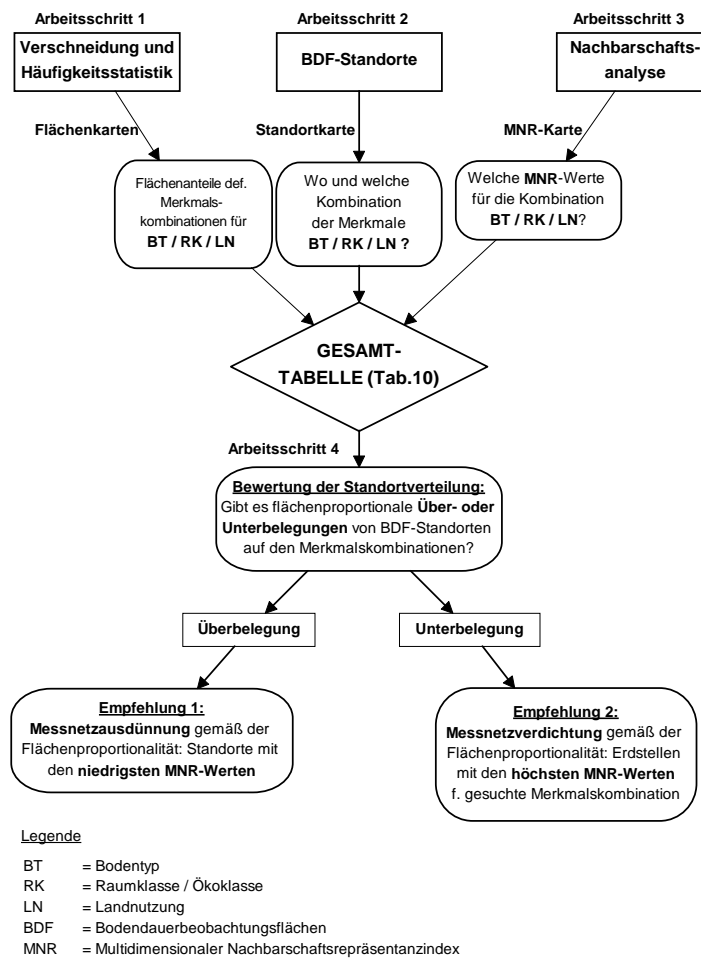 Arbeitsschritt 1
Arbeitsschritt 2
Arbeitsschritt 3
Verschneidung und
Häufigkeitsstatistik
BDF-Standorte
Nachbarschafts-
analyse
Flächenkarten
Standortkarte
MNR-Karte
Flächenanteile def.
Merkmals-
kombinationen für
BT / RK / LN
Wo und welche
Kombination
der Merkmale
BT / RK / LN ?
Welche MNR-Werte
für die Kombination
BT / RK / LN?
GESAMT-
TABELLE (Tab.10)
Arbeitsschritt 4
Bewertung der Standortverteilung:
Gibt es flächenproportionale Über- oder
Unterbelegungen von BDF-Standorten
auf den Merkmalskombinationen?
Überbelegung
Unterbelegung
Empfehlung 1:
Messnetzausdünnung gemäß der
Flächenproportionalität: Standorte mit
den niedrigsten MNR-Werten
Empfehlung 2:
Messnetzverdichtung gemäß der
Flächenproportionalität: Erdstellen
mit den höchsten MNR-Werten
f. gesuchte Merkmalskombination
Legende
BT = Bodentyp
RK = Raumklasse / Ökoklasse
LN = Landnutzung
BDF = Bodendauerbeobachtungsflächen
MNR = Multidimensionaler Nachbarschaftsrepräsentanzindex